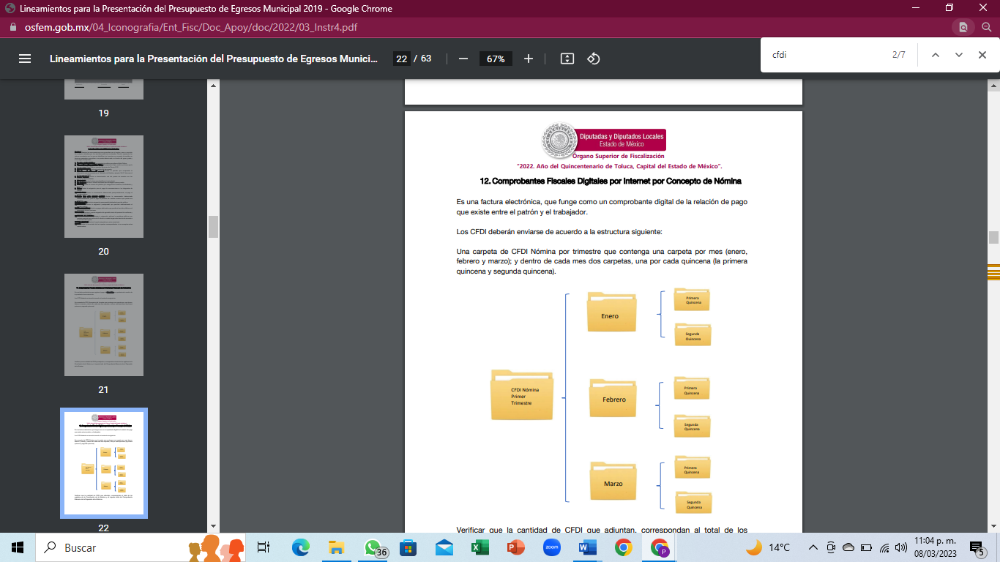 Lineamientos para la Presentación del Presupuesto de Egresos Municipal 2019 - Google Chrome
osfem.gob.mx/04_Iconografia/Ent_Fisc/Doc_Apoy/doc/2022/03_Instr4.pdf
Lineamientos para la Presentación del Presupuesto de Egresos Munici...
22 / 63
67%
cfdi
2/7
19
20
21
22
Diputadas y Diputados Locales
Estado de México
Órgano Superior de Fiscalización
"2022. Año del Quincentenario de Toluca, Capital del Estado de México".
12. Comprobantes Fiscales Digitales por Internet por Concepto de Nómina
Es una factura electrónica, que funge como un comprobante digital de la relación de pago
que existe entre el patrón y el trabajador.
Los CFDI deberán enviarse de acuerdo a la estructura siguiente:
Una carpeta de CFDI Nómina por trimestre que contenga una carpeta por mes (enero,
febrero y marzo); y dentro de cada mes dos carpetas, una por cada quincena (la primera
quincena y segunda quincena).
CFDI Nómina
Primer
Trimestre
Enero
Primera
Quincena
Segunda
Quincena
Febrero
Primera
Quincena
Segunda
Quincena
Marzo
Primera
Quincena
Segunda
Quincena
Verificar que la cantidad de CFDI que adjuntan, correspondan al total de los
Buscar
36
zoom
P
14°C
11:04 p. m.
08/03/2023
5